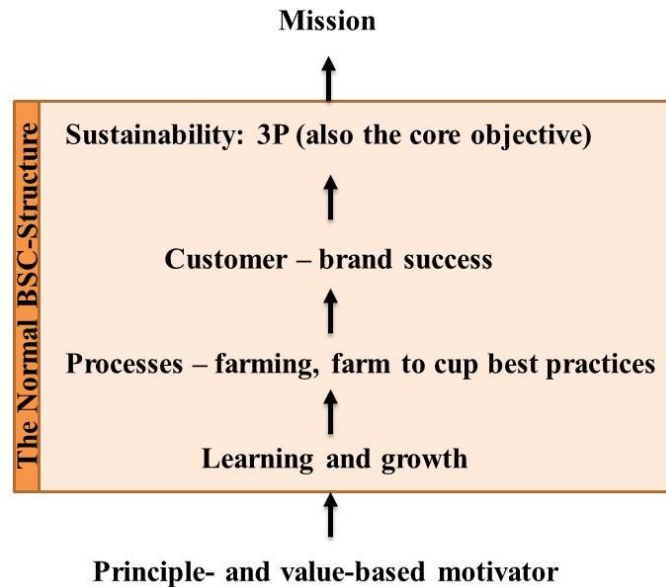 Mission
The Normal BSC-Structure
Sustainability: 3P (also the core objective)
Customer – brand success
Processes – farming, farm to cup best practices
Learning and growth
Principle- and value-based motivator